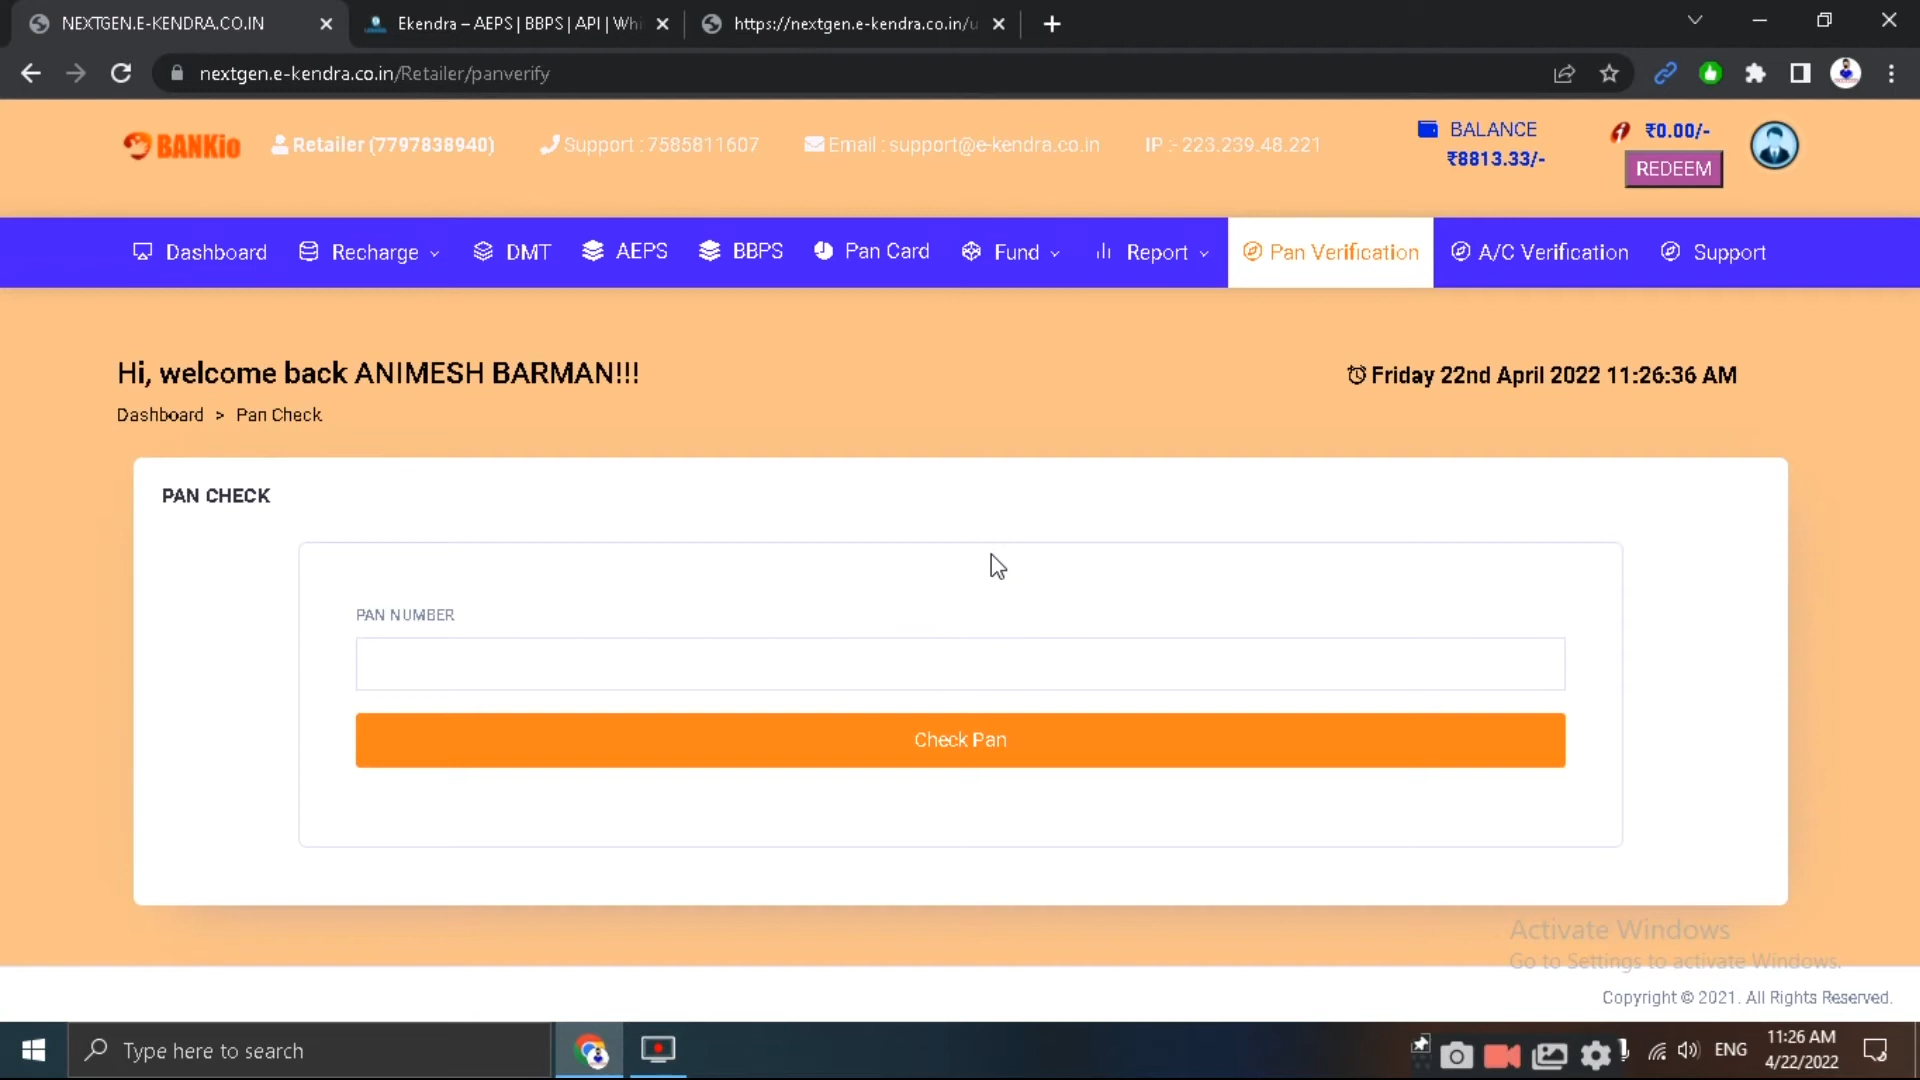 NEXTGEN.E-KENDRA.CO.IN
Ekendra – AEPS | BBPS | API | Whi
https://nextgen.e-kendra.co.in/u
nextgen.e-kendra.co.in/Retailer/panverify
BANKio
Retailer (7797838940)
Support : 7585811607
Email : support@e-kendra.co.in
IP :- 223.239.48.221
BALANCE
₹8813.33/-
₹0.00/-
REDEEM
Dashboard
Recharge
DMT
AEPS
BBPS
Pan Card
Fund
Report
Pan Verification
A/C Verification
Support
Hi, welcome back ANIMESH BARMAN!!!
Friday 22nd April 2022 11:26:36 AM
Dashboard > Pan Check
PAN CHECK
PAN NUMBER
Check Pan
Activate Windows
Go to Settings to activate Windows.
Copyright © 2021. All Rights Reserved.
Type here to search
ENG
11:26 AM
4/22/2022